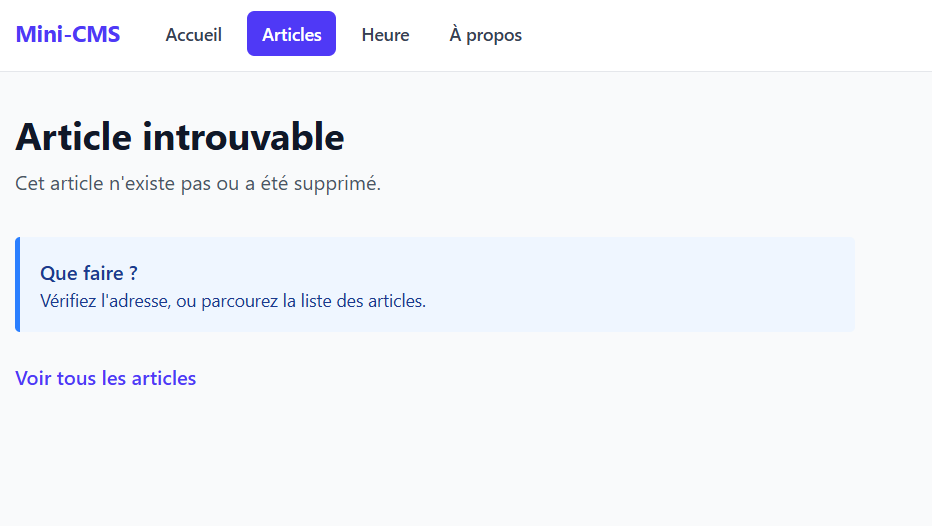 Mini-CMS Accueil Articles Heure À propos
Article introuvable
Cet article n'existe pas ou a été supprimé.
Que faire ?
Vérifiez l'adresse, ou parcourez la liste des articles.
Voir tous les articles